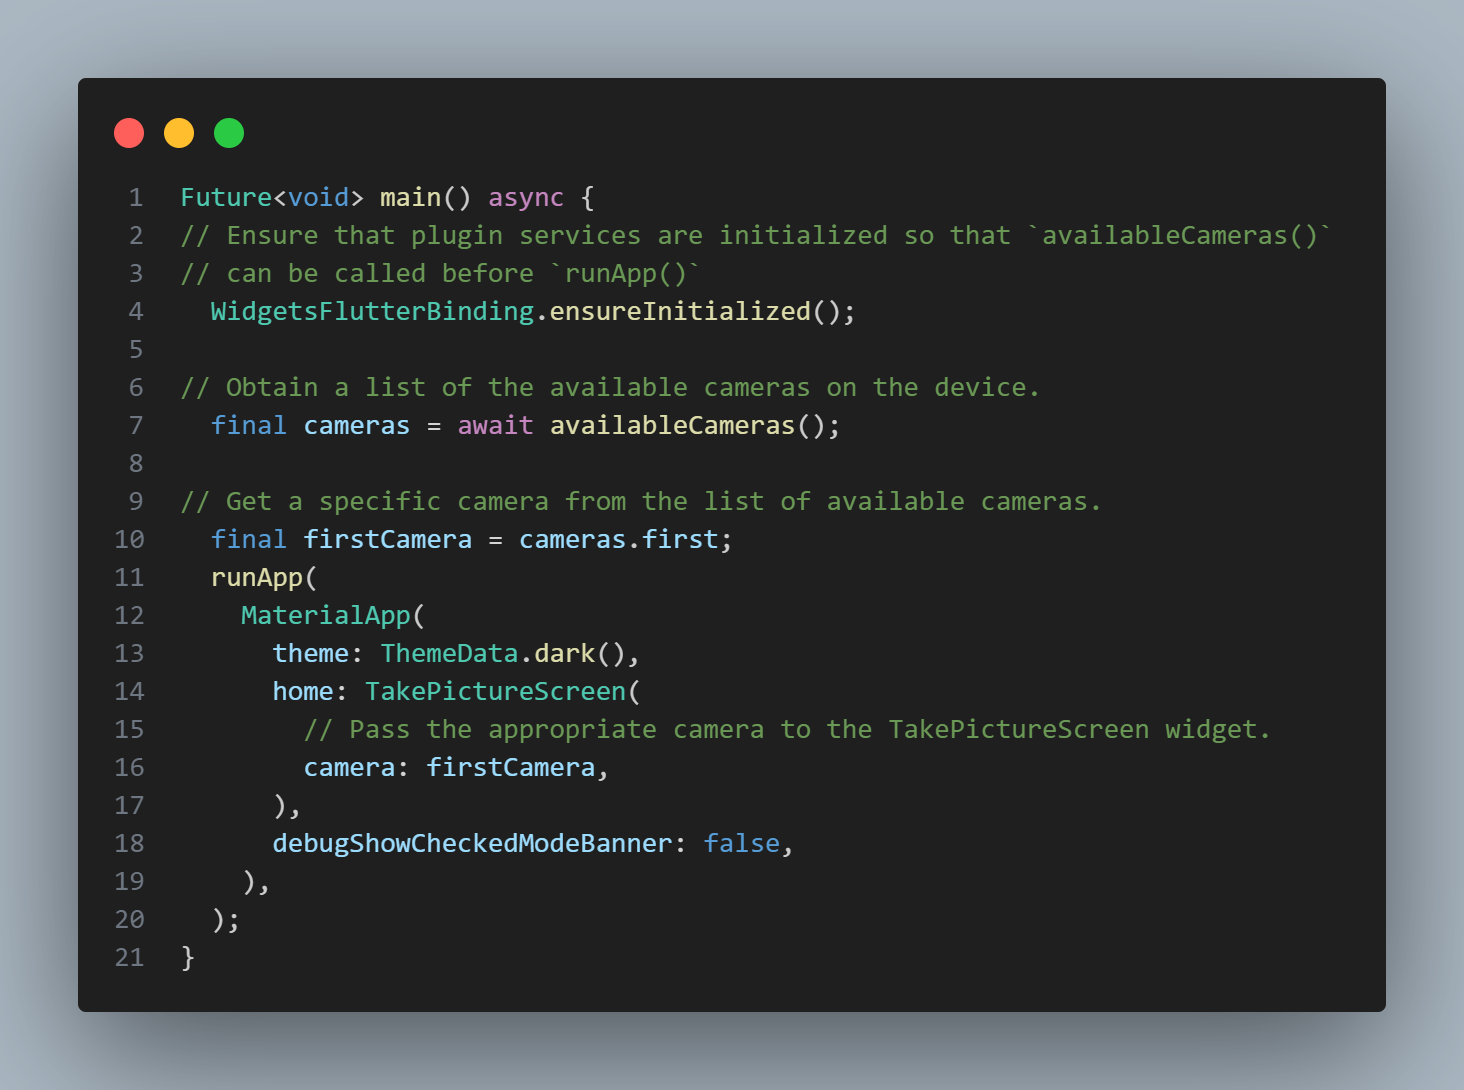 1 Future<void> main() async {
2 // Ensure that plugin services are initialized so that `availableCameras()`
3 // can be called before `runApp()`
4   WidgetsFlutterBinding.ensureInitialized();
5
6 // Obtain a list of the available cameras on the device.
7   final cameras = await availableCameras();
8
9 // Get a specific camera from the list of available cameras.
10   final firstCamera = cameras.first;
11   runApp(
12     MaterialApp(
13       theme: ThemeData.dark(),
14       home: TakePictureScreen(
15         // Pass the appropriate camera to the TakePictureScreen widget.
16         camera: firstCamera,
17       ),
18       debugShowCheckedModeBanner: false,
19     ),
20   );
21 }